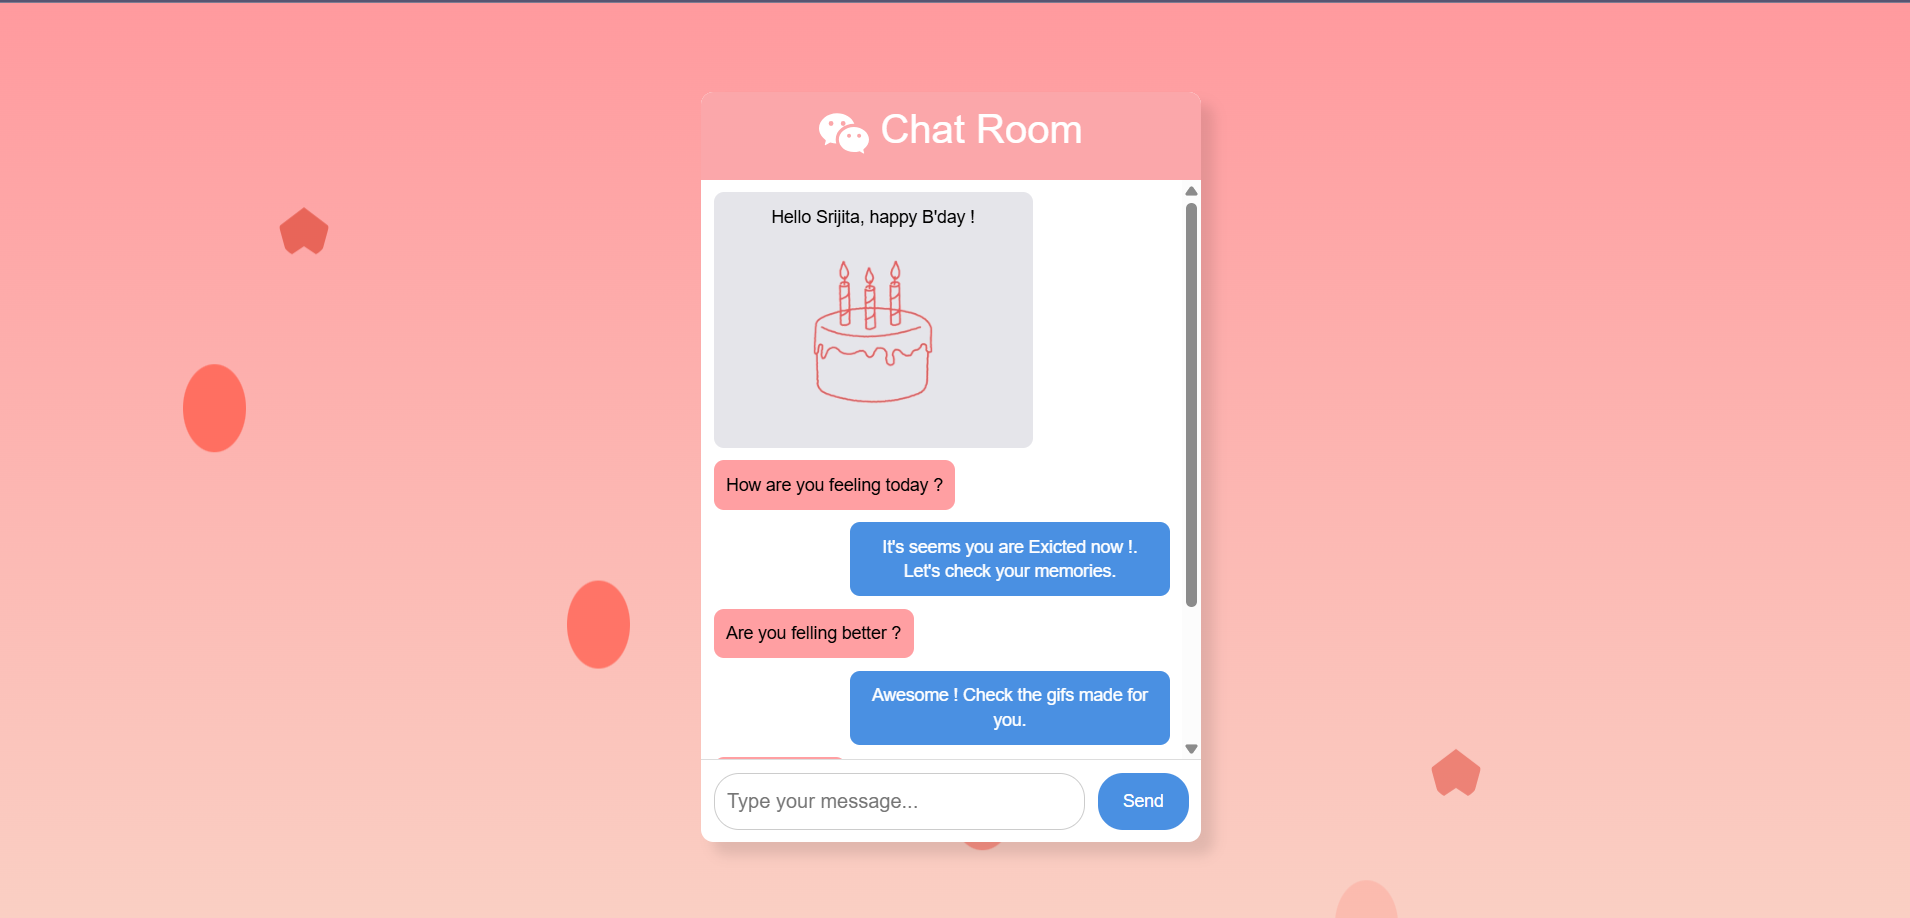 Chat Room
Hello Srijita, happy B'day !
How are you feeling today ?
It's seems you are Exicted now !.
Let's check your memories.
Are you felling better ?
Awesome ! Check the gifs made for
you.
Type your message...
Send